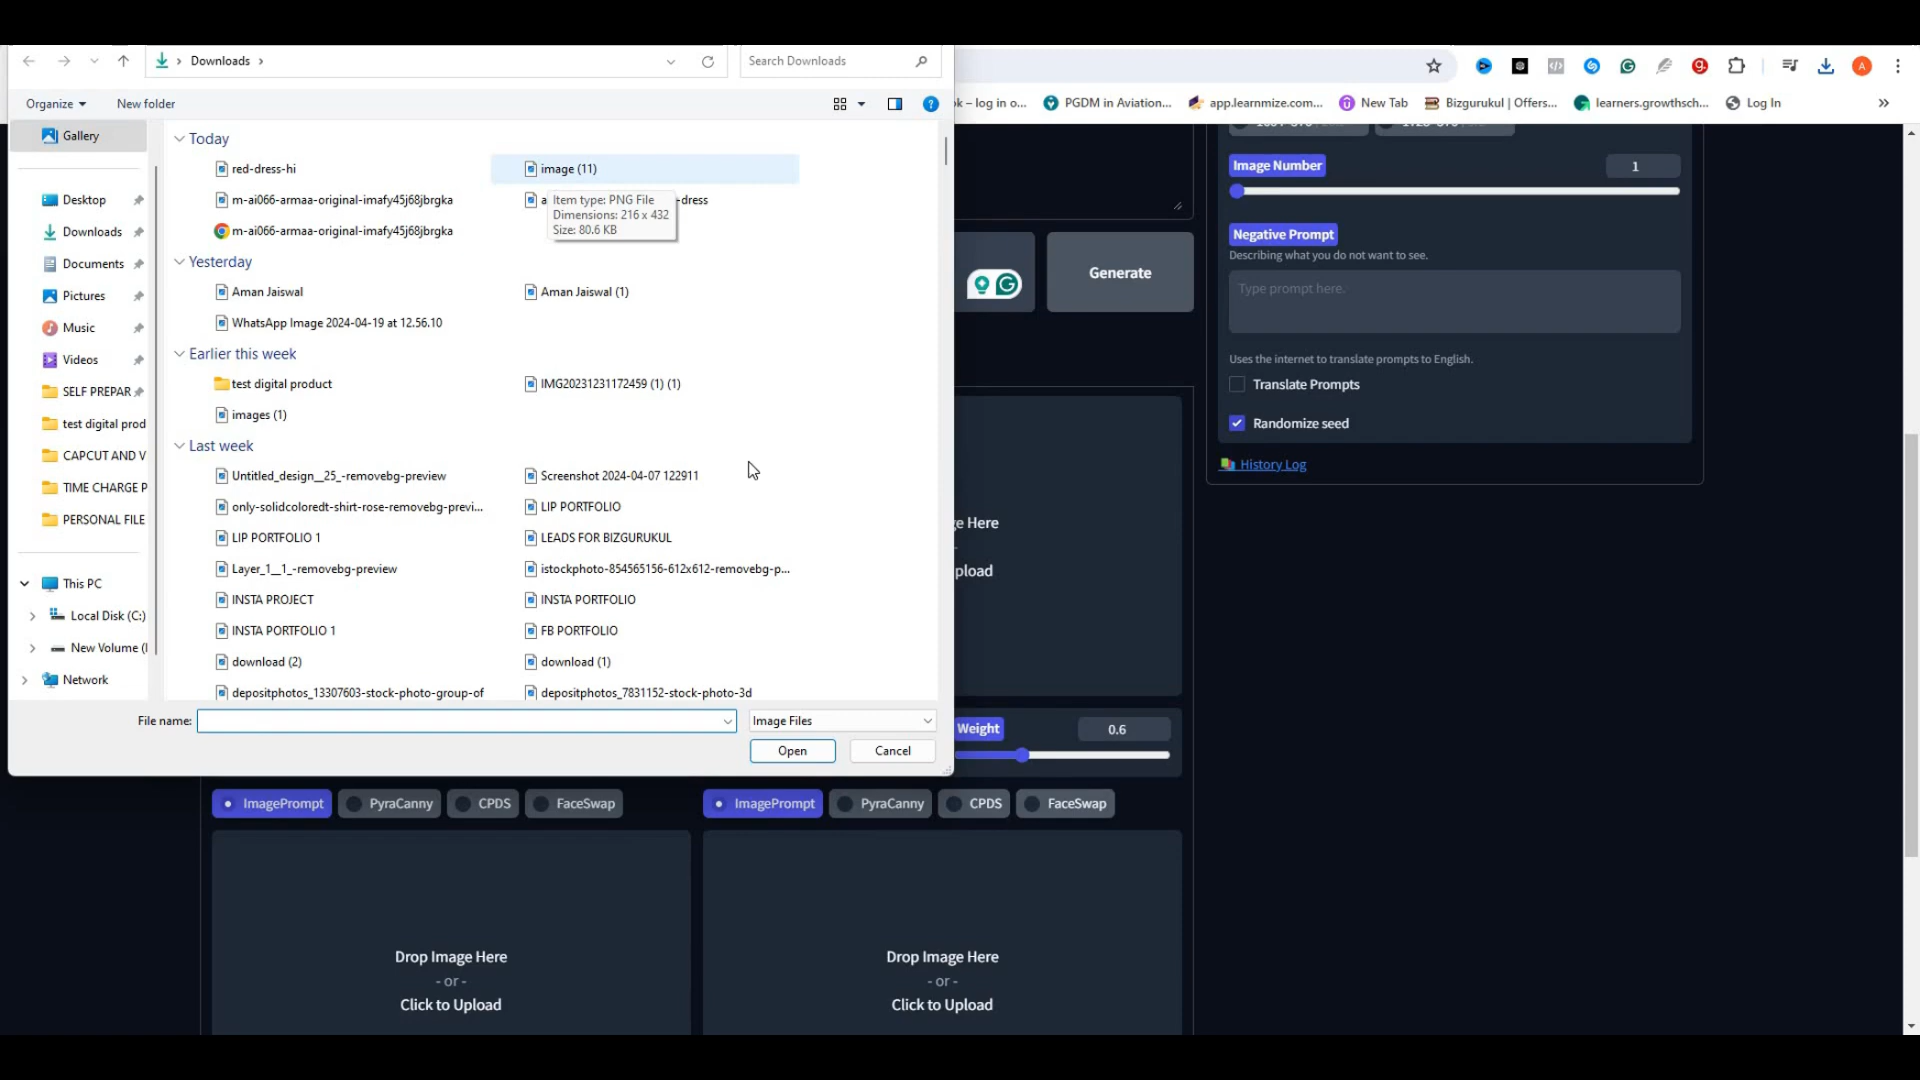 Downloads
Search Downloads
Organize
New folder
k – log in o...
PGDM in Aviation...
app.learnmize.com...
New Tab
Bizgurukul | Offers...
learners.growthsch...
Log In
»
Gallery
Desktop
Downloads
Documents
Pictures
Music
Videos
SELF PREPAR
test digital prod
CAPCUT AND V
TIME CHARGE P
PERSONAL FILE
This PC
Local Disk (C:)
New Volume (
Network
Today
red-dress-hi
image (11)
m-ai066-armaa-original-imafy45j68jbrgka
a
-dress
Item type: PNG File
Dimensions: 216 x 432
Size: 80.6 KB
m-ai066-armaa-original-imafy45j68jbrgka
Yesterday
Aman Jaiswal
Aman Jaiswal (1)
WhatsApp Image 2024-04-19 at 12.56.10
Earlier this week
test digital product
IMG20231231172459 (1) (1)
images (1)
Last week
Untitled_design__25_-removebg-preview
Screenshot 2024-04-07 122911
only-solidcoloredt-shirt-rose-removebg-previ...
LIP PORTFOLIO
LIP PORTFOLIO 1
LEADS FOR BIZGURUKUL
Layer_1__1_-removebg-preview
istockphoto-854565156-612x612-removebg-p...
INSTA PROJECT
INSTA PORTFOLIO
INSTA PORTFOLIO 1
FB PORTFOLIO
download (2)
download (1)
depositphotos_13307603-stock-photo-group-of
depositphotos_7831152-stock-photo-3d
File name:
Image Files
Open
Cancel
Generate
Image Number
1
Negative Prompt
Describing what you do not want to see.
Type prompt here.
Uses the internet to translate prompts to English.
Translate Prompts
Randomize seed
History Log
ge Here
-
pload
Weight
0.6
ImagePrompt
PyraCanny
CPDS
FaceSwap
ImagePrompt
PyraCanny
CPDS
FaceSwap
Drop Image Here
- or -
Click to Upload
Drop Image Here
- or -
Click to Upload